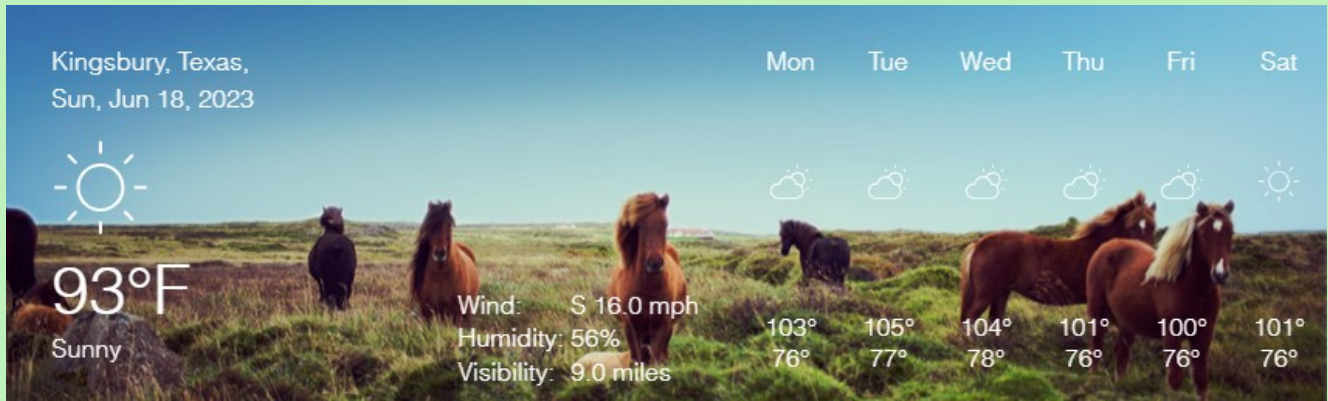 Kingsbury, Texas,
Sun, Jun 18, 2023
93°F
Sunny
Wind: S 16.0 mph
Humidity: 56%
Visibility: 9.0 miles
Mon Tue Wed Thu Fri Sat
103° 105° 104° 101° 100° 101°
76° 77° 78° 76° 76° 76°